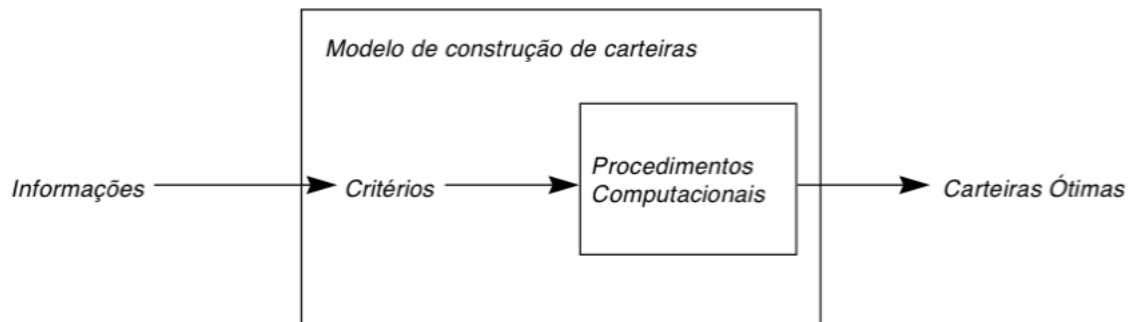 Modelo de construção de carteiras
Informações
Critérios
Procedimentos
Computacionais
Carteiras Ótimas